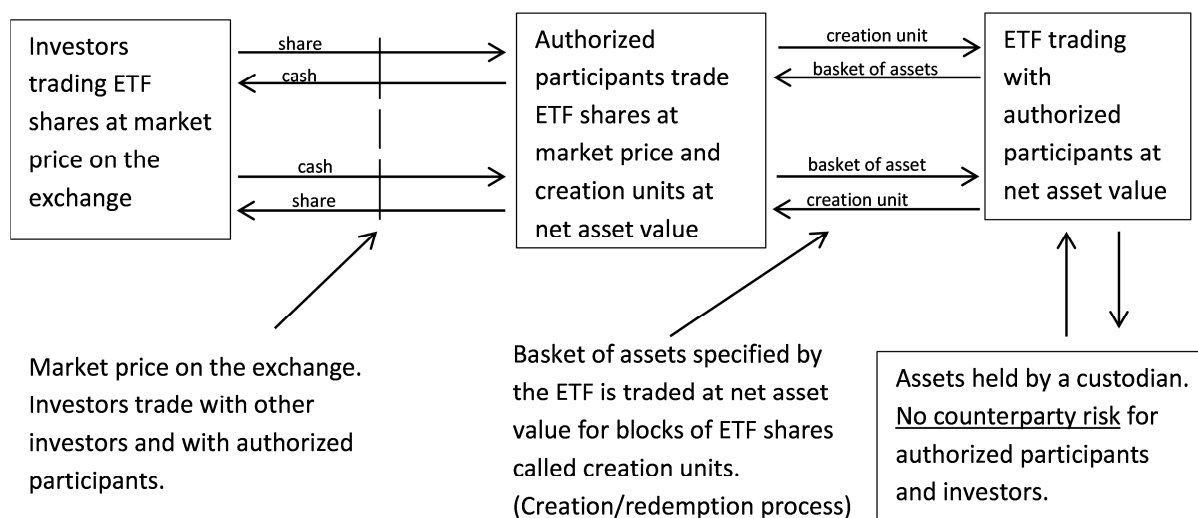 Investors
trading ETF
shares at market
price on the
exchange
share
cash
cash
share
Authorized
participants trade
ETF shares at
market price and
creation units at
net asset value
creation unit
basket of assets
basket of asset
creation unit
ETF trading
with
authorized
participants at
net asset value
Market price on the exchange.
Investors trade with other
investors and with authorized
participants.
Basket of assets specified by
the ETF is traded at net asset
value for blocks of ETF shares
called creation units.
(Creation/redemption process)
Assets held by a custodian.
No counterparty risk for
authorized participants
and investors.